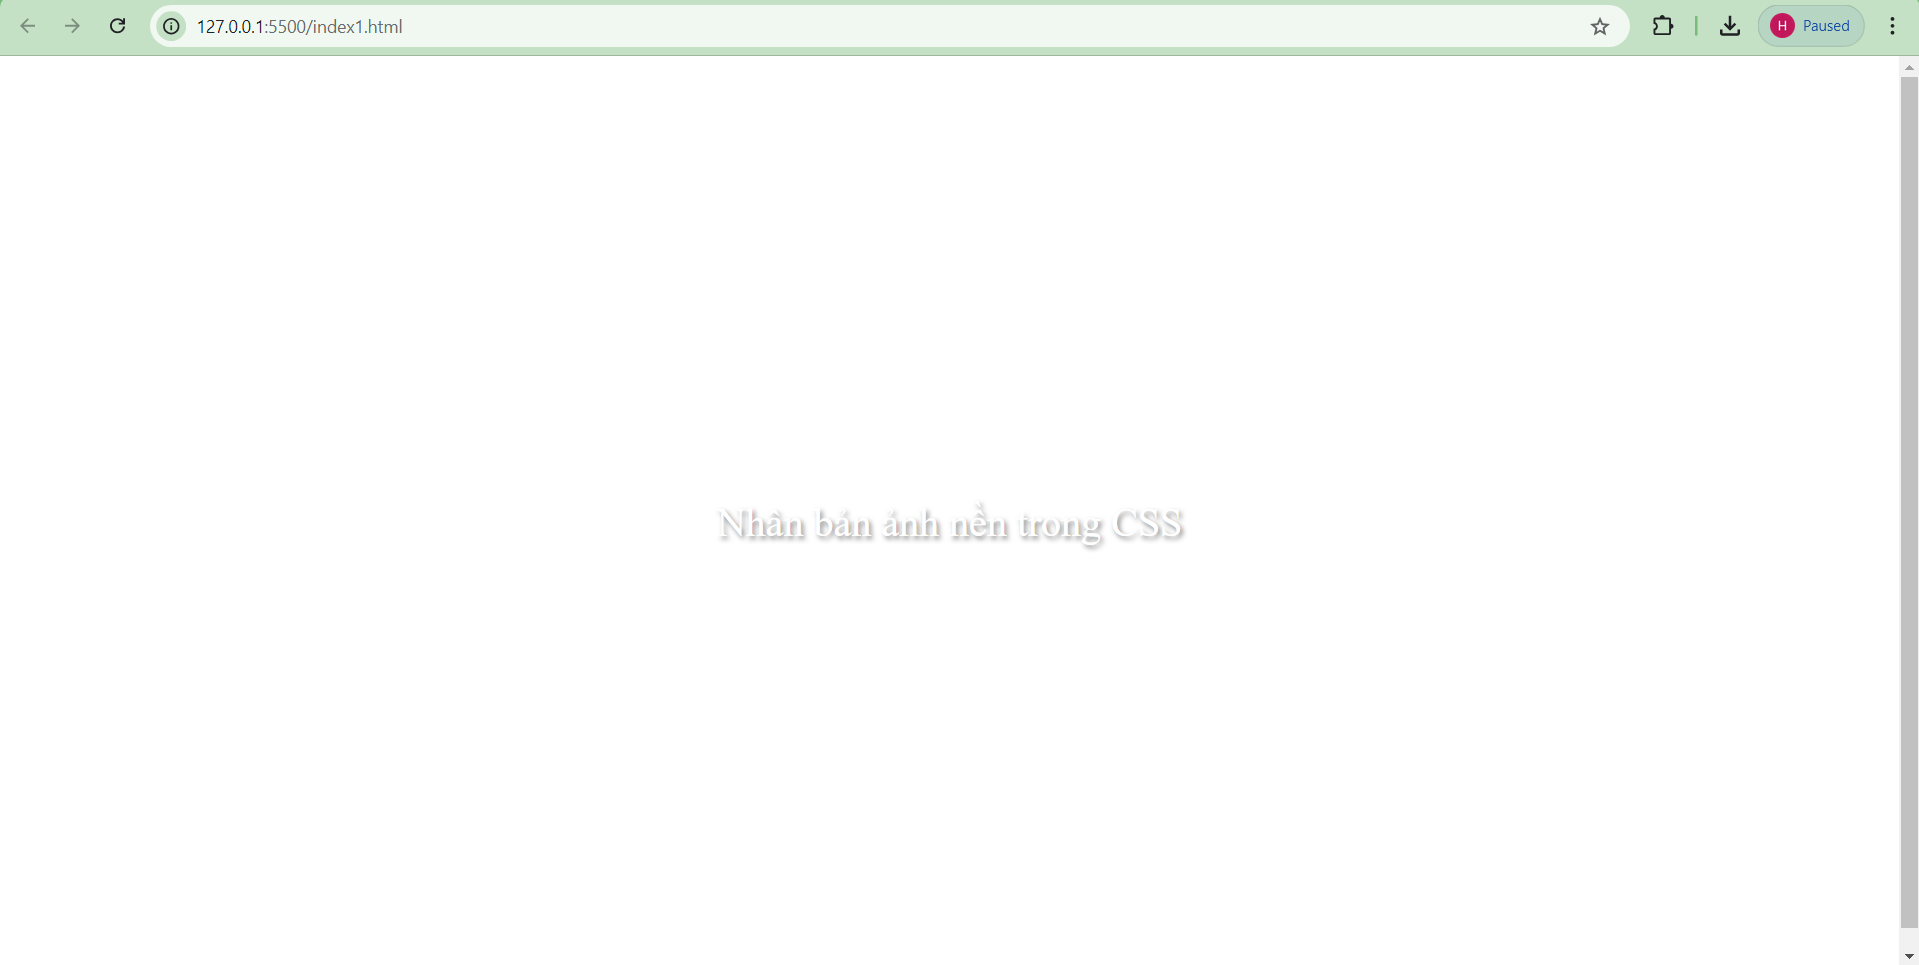 127.0.0.1:5500/index1.html
H Paused
Nhân bản ảnh nền trong CSS